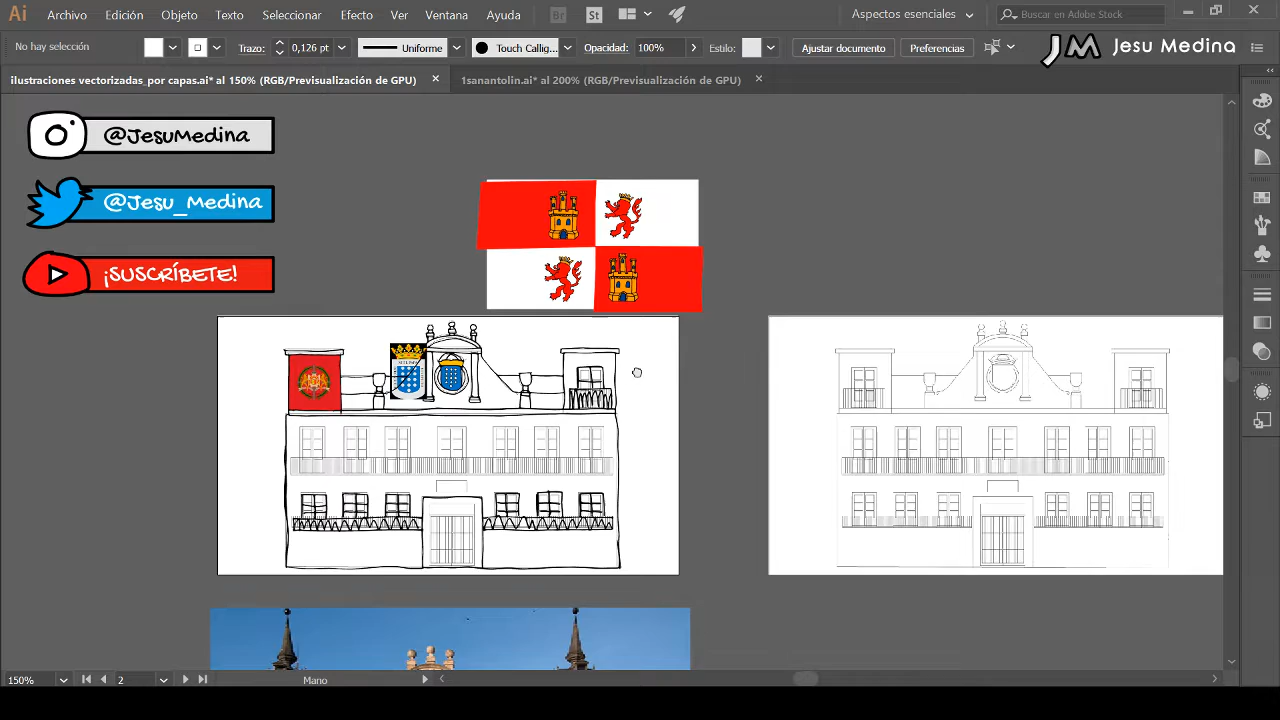 Ai Archivo Edición Objeto Texto Seleccionar Efecto Ver Ventana Ayuda Br St Aspectos esenciales Buscar en Adobe Stock
No hay selección Trazo: 0,126 pt Uniforme Touch Callig... Opacidad: 100% Estilo: Ajustar documento Preferencias JM Jesu Medina
ilustraciones vectorizadas_por capas.ai* al 150% (RGB/Previsualización de GPU) 1sanantolin.ai* al 200% (RGB/Previsualización de GPU)
@JesuMedina
@Jesu_Medina
¡SUSCRÍBETE!
150% 2 Mano